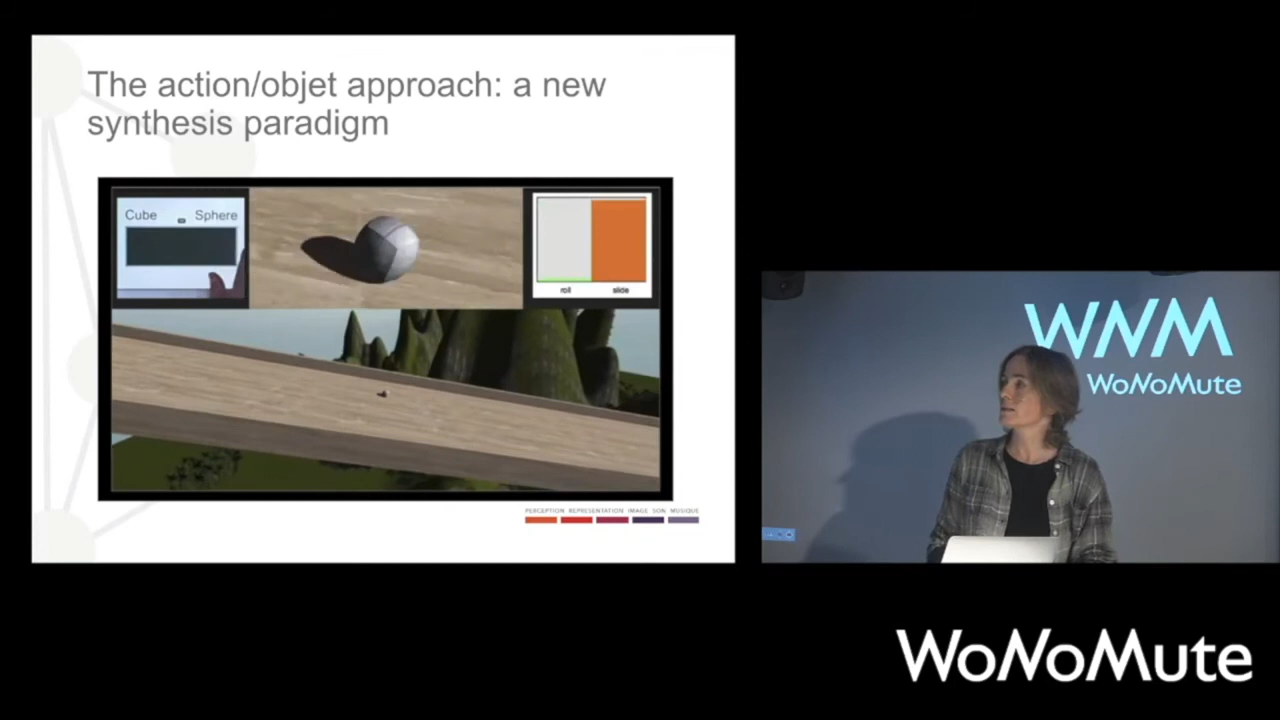 The action/objet approach: a new
synthesis paradigm
Cube
Sphere
roll
slide
PERCEPTION REPRESENTATION IMAGE SON MUSIQUE
WNM
WoNoMute
WoNoMute